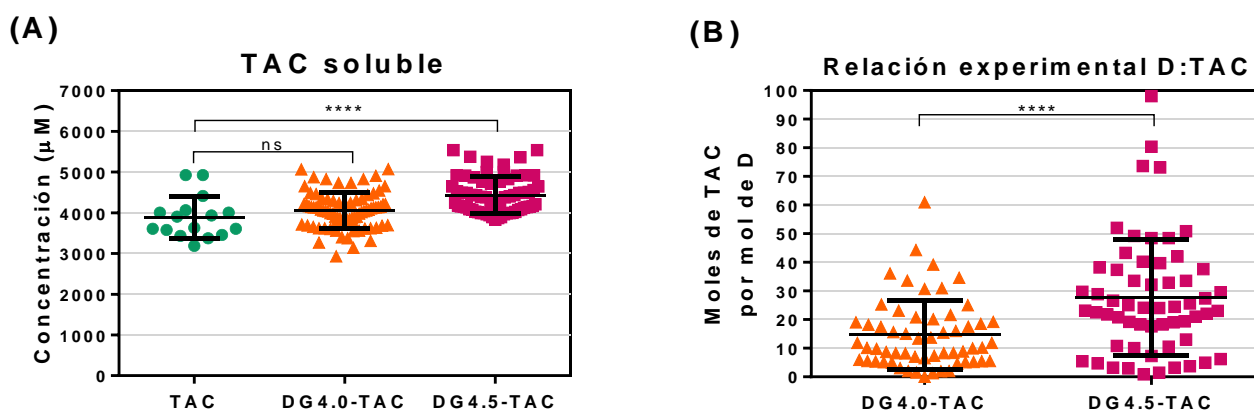 (A)
TAC soluble
Concentración (µM)
7000
6000
5000
4000
3000
2000
1000
0
****
ns
TAC
DG4.0-TAC
DG4.5-TAC
(B)
Relación experimental D:TAC
Moles de TAC
por mol de D
100
90
80
70
60
50
40
30
20
10
0
****
DG4.0-TAC
DG4.5-TAC